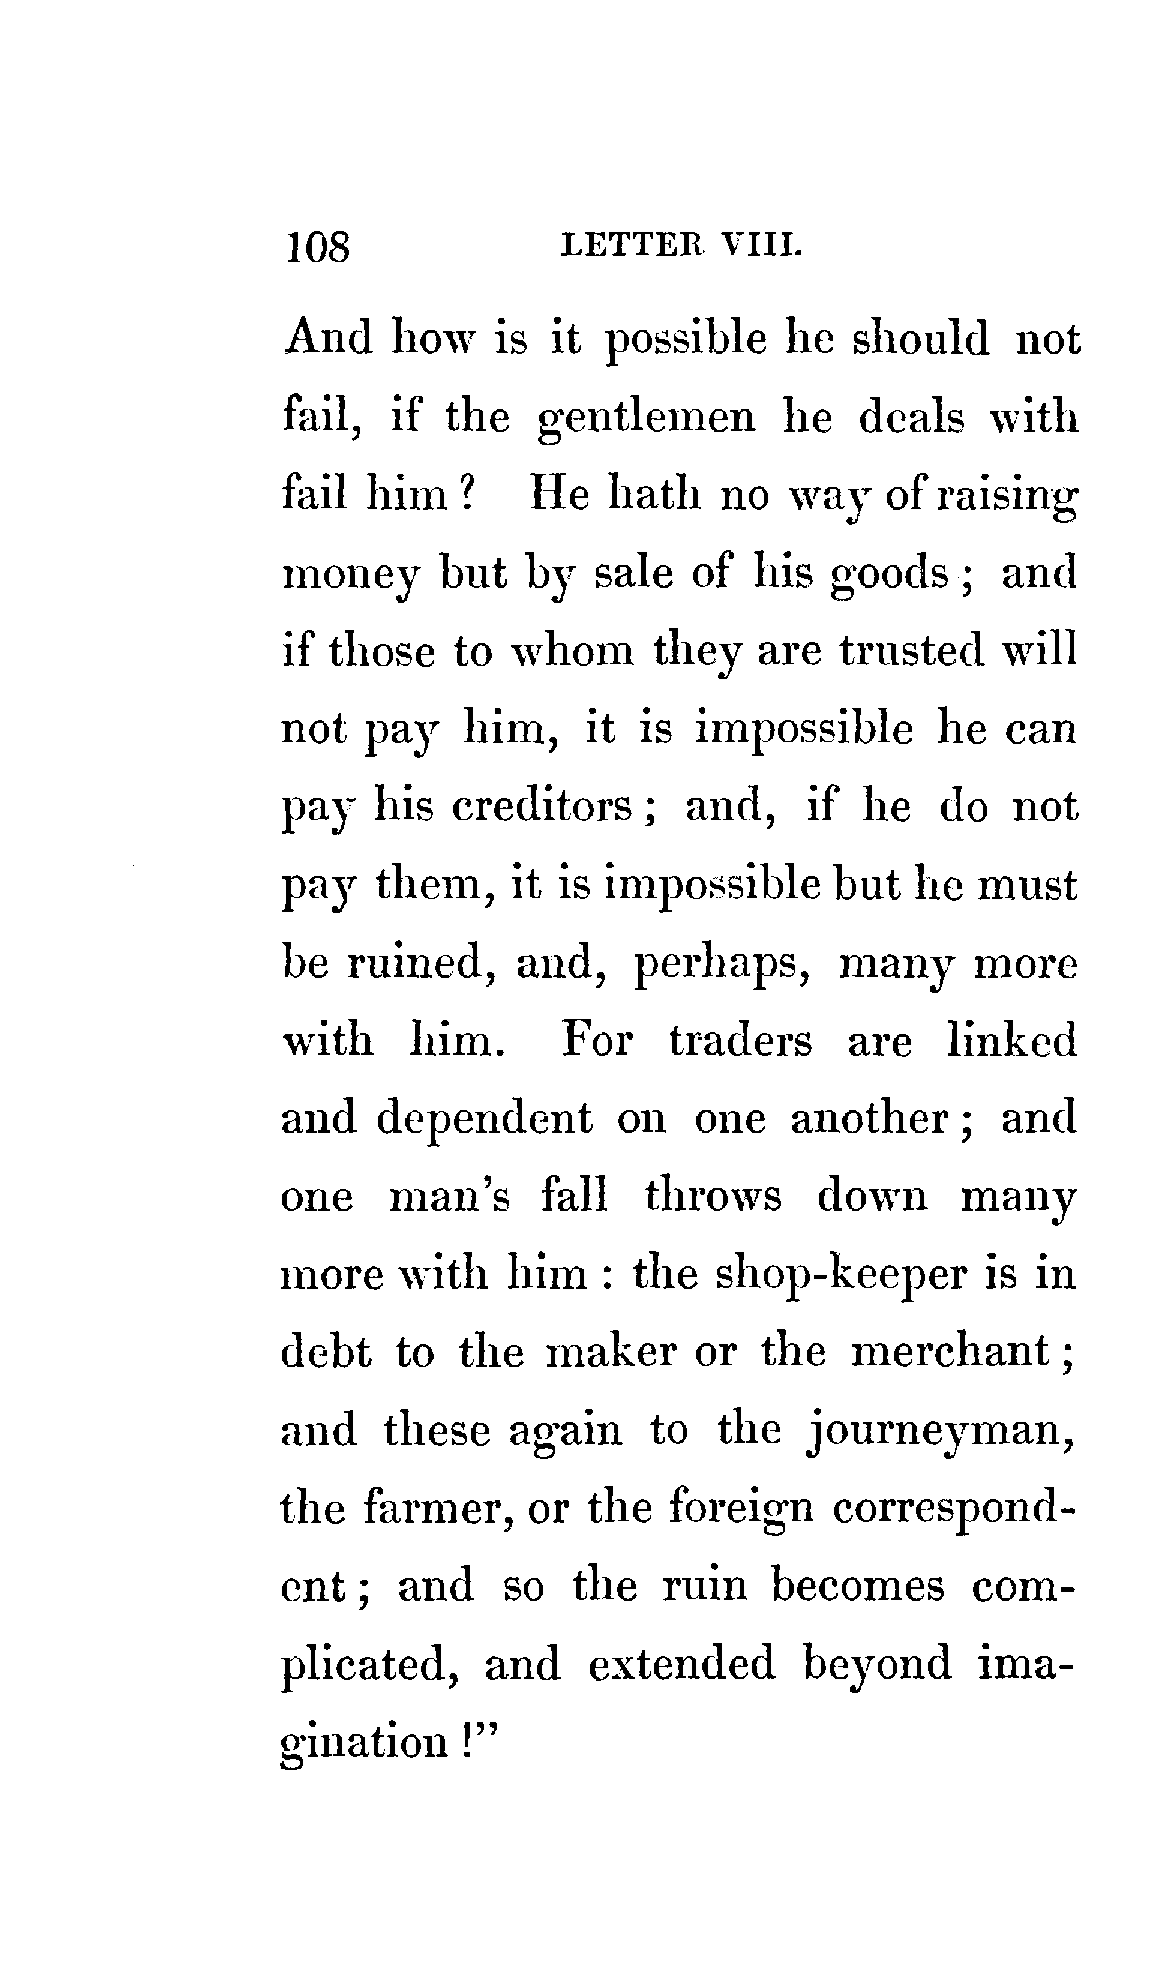 108 LETTER VIII.
And how is it possible he should not
fail, if the gentlemen he deals with
fail him ? He hath no way of raising
money but by sale of his goods ; and
if those to whom they are trusted will
not pay him, it is impossible he can
pay his creditors ; and, if he do not
pay them, it is impossible but he must
be ruined, and, perhaps, many more
with him. For traders are linked
and dependent on one another ; and
one man's fall throws down many
more with him : the shop-keeper is in
debt to the maker or the merchant ;
and these again to the journeyman,
the farmer, or the foreign correspond-
ent ; and so the ruin becomes com-
plicated, and extended beyond ima-
gination !”